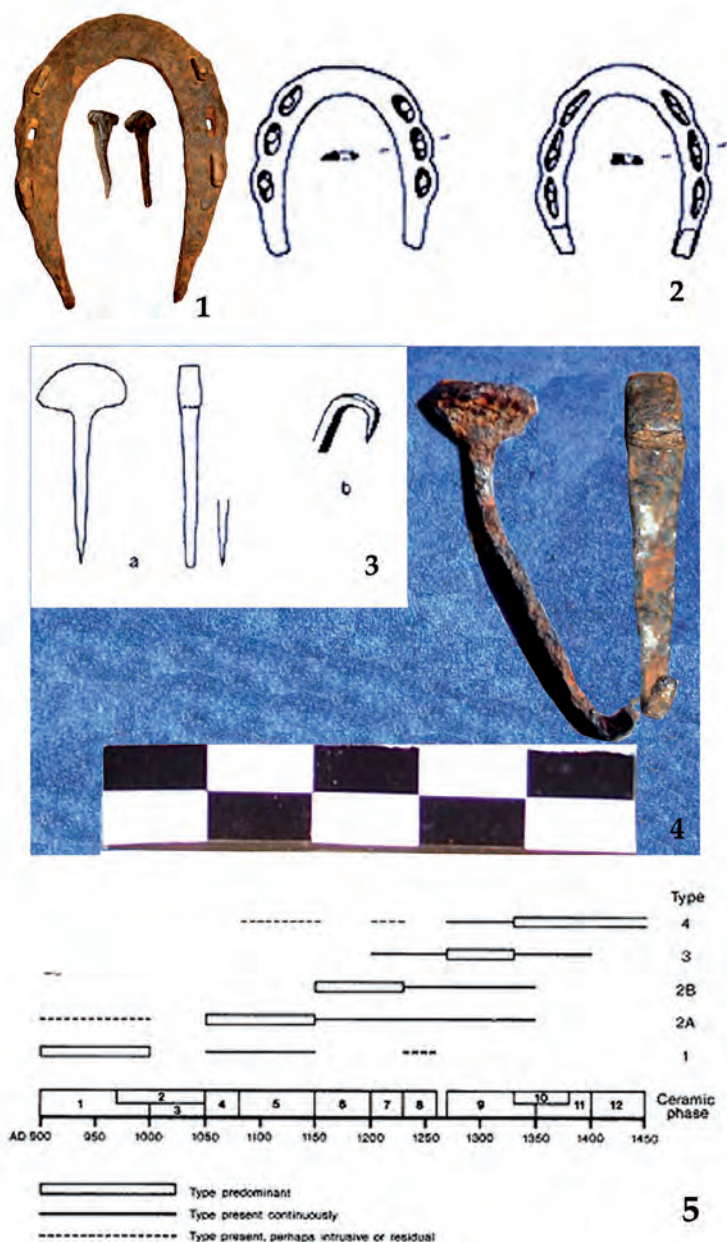 1
2
a
b
3
4
Type
4
3
2B
2A
1
1 2 3 4 5 6 7 8 9 10 11 12 Ceramic phase
AD 900 950 1000 1050 1100 1150 1200 1250 1300 1350 1400 1450
Type predominant
Type present continuously
Type present, perhaps intrusive or residual
5